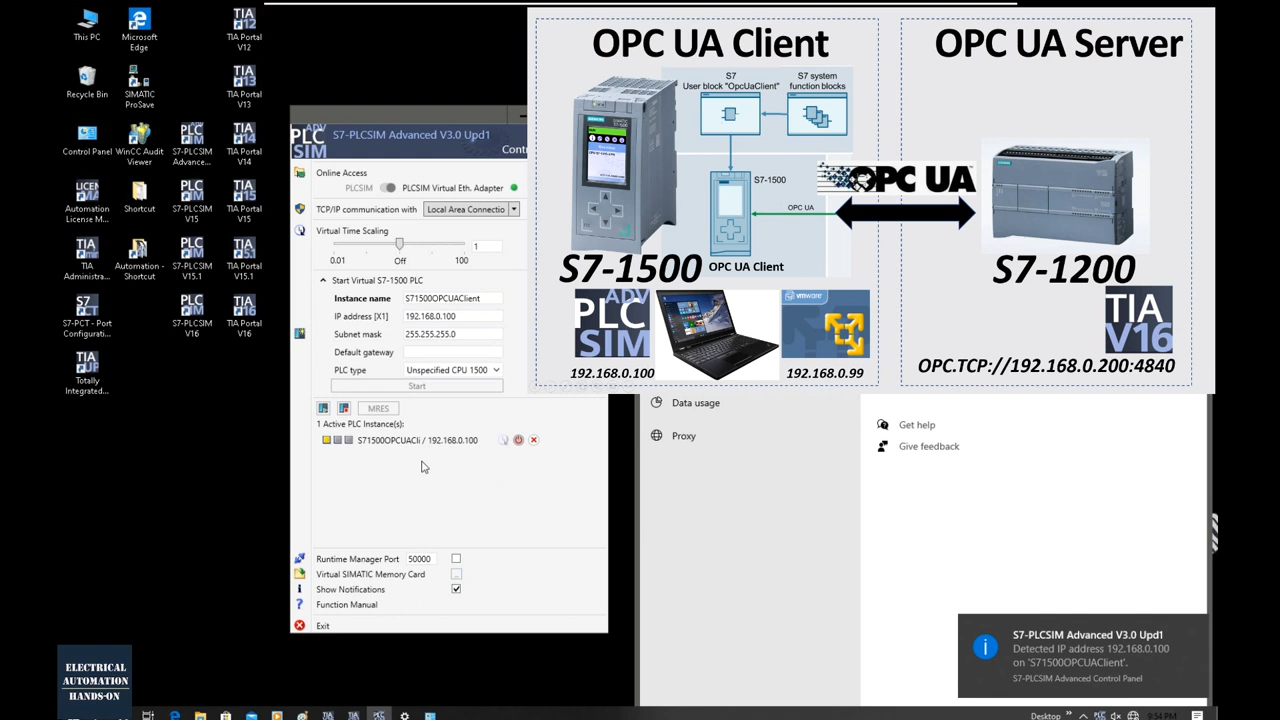 This PC
Microsoft
Edge
TIA Portal
V12
Recycle Bin
SIMATIC
ProSave
TIA Portal
V13
Control Panel
WinCC Audit
Viewer
S7-PLCSIM
Advance...
TIA Portal
V14
Automation
License M...
Shortcut
S7-PLCSIM
V15
TIA Portal
V15
TIA
Administra...
Automation -
Shortcut
S7-PLCSIM
V15.1
TIA Portal
V15.1
S7-PCT - Port
Configurati...
S7-PLCSIM
V16
TIA Portal
V16
Totally
Integrated...
PLC
SIM
S7-PLCSIM Advanced V3.0 Upd1
Contr
Online Access
PLCSIM
PLCSIM Virtual Eth. Adapter
TCP/IP communication with
Local Area Connectio
Virtual Time Scaling
1
0.01
Off
100
Start Virtual S7-1500 PLC
Instance name
S71500OPCUAClient
IP address [X1]
192.168.0.100
Subnet mask
255.255.255.0
Default gateway
PLC type
Unspecified CPU 1500
Start
MRES
1 Active PLC Instance(s):
S71500OPCUACli / 192.168.0.100
Runtime Manager Port
50000
Virtual SIMATIC Memory Card
...
Show Notifications
Function Manual
Exit
OPC UA Client
S7
User block "OpcUaClient"
S7 system
function blocks
S7-1500
OPC UA
OPC UA Client
S7-1500
ADV
PLC
SIM
vmware
192.168.0.100
192.168.0.99
OPC UA
OPC UA Server
S7-1200
TIA
V16
OPC.TCP://192.168.0.200:4840
Data usage
Proxy
Get help
Give feedback
S7-PLCSIM Advanced V3.0 Upd1
Detected IP address 192.168.0.100
on 'S71500OPCUAClient'.
S7-PLCSIM Advanced Control Panel
ELECTRICAL
AUTOMATION
HANDS-ON
Desktop
9:54 PM